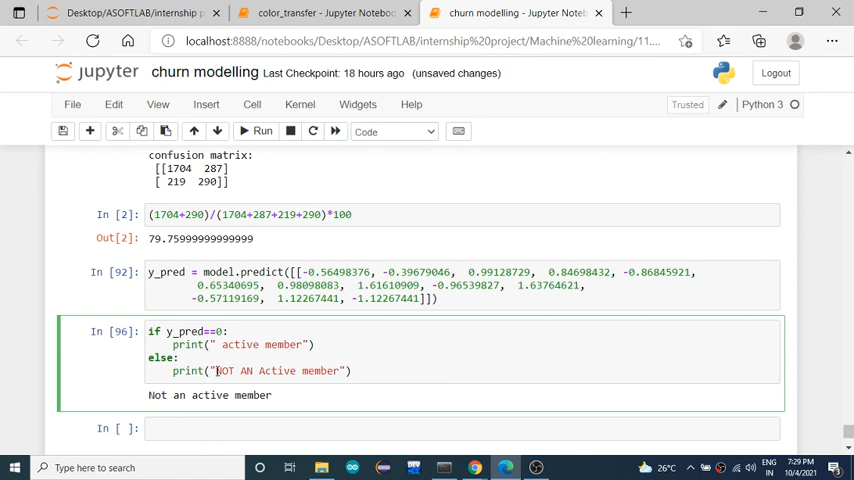 Desktop/ASOFTLAB/internship p
color_transfer - Jupyter Noteboo
churn modelling - Jupyter Noteb
localhost:8888/notebooks/Desktop/ASOFTLAB/internship%20project/Machine%20learning/11....
jupyter churn modelling Last Checkpoint: 18 hours ago (unsaved changes)
Logout
File Edit View Insert Cell Kernel Widgets Help
Trusted
Python 3
Run
Code
confusion matrix:
[[1704 287]
[ 219 290]]
In [2]: (1704+290)/(1704+287+219+290)*100
Out[2]: 79.75999999999999
In [92]: y_pred = model.predict([[-0.56498376, -0.39679046, 0.99128729, 0.84698432, -0.86845921,
0.65340695, 0.98098083, 1.61610909, -0.96539827, 1.63764621,
-0.57119169, 1.12267441, -1.12267441]])
In [96]: if y_pred==0:
print(" active member")
else:
print("NOT AN Active member")
Not an active member
In [ ]:
Type here to search
26°C
ENG
IN
7:29 PM
10/4/2021
3